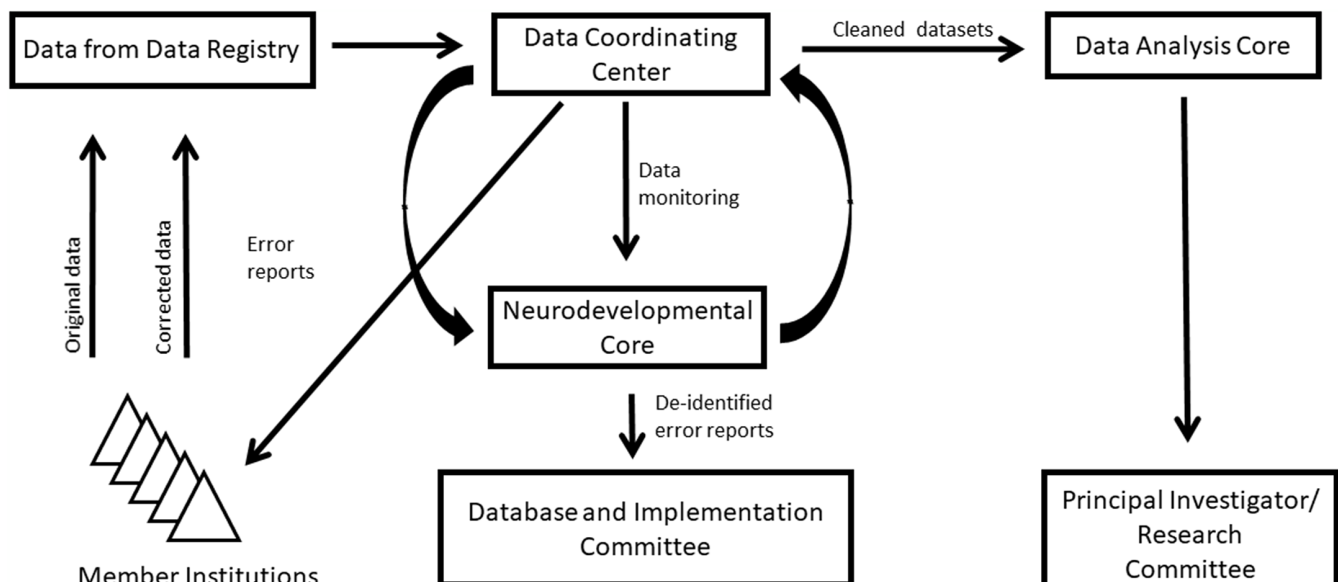 Data from Data Registry
Data Coordinating
Center
Cleaned datasets
Data Analysis Core
Original data
Corrected data
Error
reports
Data
monitoring
Neurodevelopmental
Core
De-identified
error reports
Member Institutions
Database and Implementation
Committee
Principal Investigator/
Research
Committee